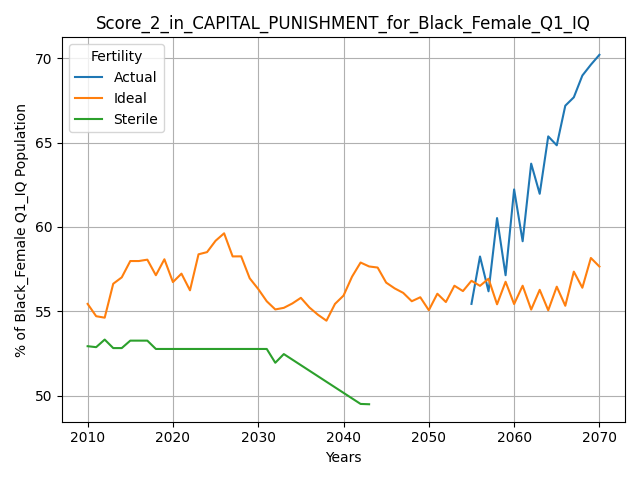 Score_2_in_CAPITAL_PUNISHMENT_for_Black_Female_Q1_IQ
Fertility
Actual
Ideal
Sterile
% of Black_Female Q1_IQ Population
70
65
60
55
50
2010 2020 2030 2040 2050 2060 2070
Years